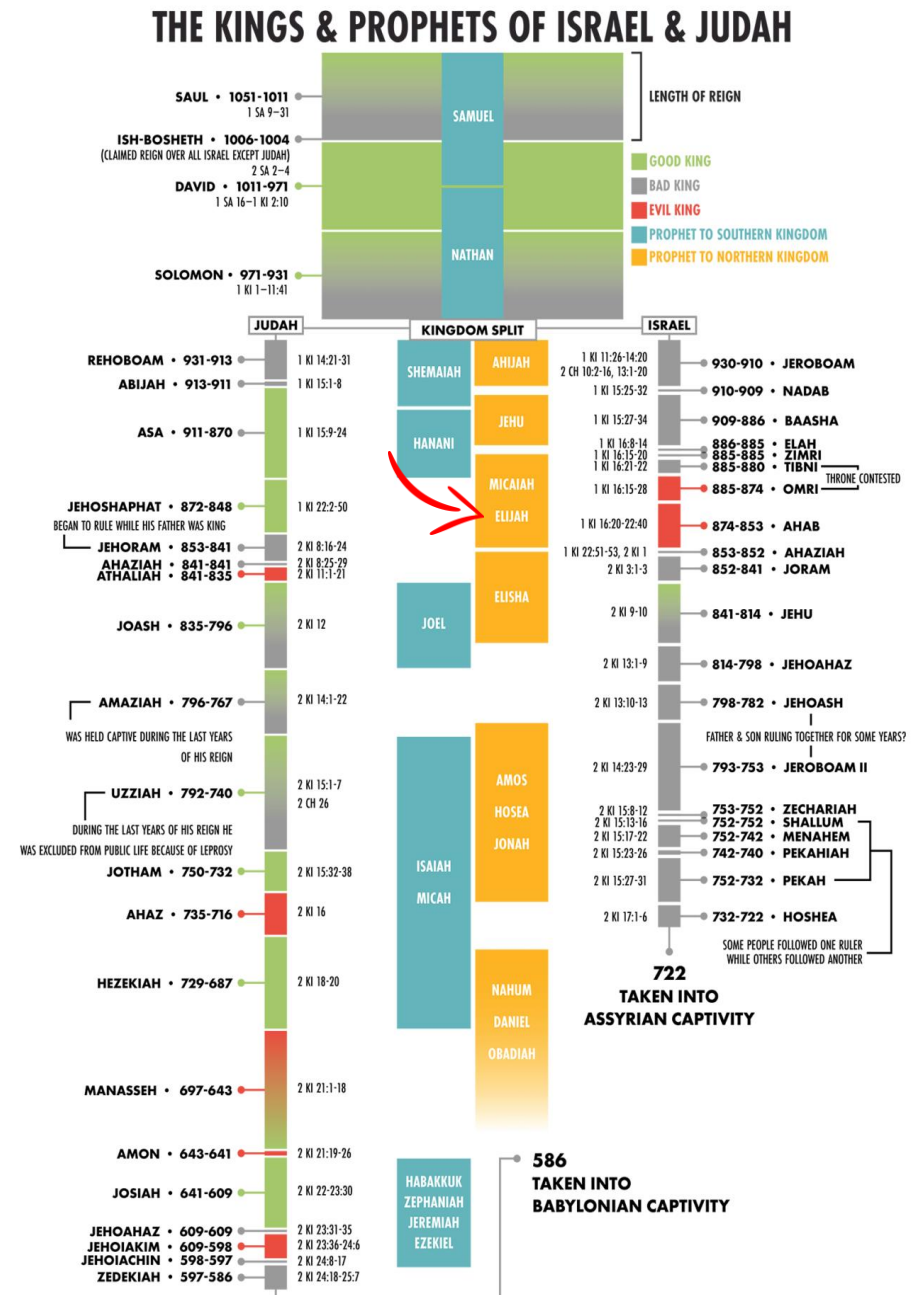 THE KINGS & PROPHETS OF ISRAEL & JUDAH
SAUL • 1051-1011
1 SA 9–31
ISH-BOSHETH • 1006-1004
(CLAIMED REIGN OVER ALL ISRAEL EXCEPT JUDAH)
2 SA 2–4
DAVID • 1011-971
1 SA 16–1 KI 2:10
SOLOMON • 971-931
1 KI 1–11:41
SAMUEL
NATHAN
LENGTH OF REIGN
GOOD KING
BAD KING
EVIL KING
PROPHET TO SOUTHERN KINGDOM
PROPHET TO NORTHERN KINGDOM
JUDAH
KINGDOM SPLIT
ISRAEL
REHOBOAM • 931-913 1 KI 14:21-31
ABIJAH • 913-911 1 KI 15:1-8
ASA • 911-870 1 KI 15:9-24
JEHOSHAPHAT • 872-848 1 KI 22:2-50
BEGAN TO RULE WHILE HIS FATHER WAS KING
JEHORAM • 853-841 2 KI 8:16-24
AHAZIAH • 841-841 2 KI 8:25-29
ATHALIAH • 841-835 2 KI 11:1-21
JOASH • 835-796 2 KI 12
AMAZIAH • 796-767 2 KI 14:1-22
WAS HELD CAPTIVE DURING THE LAST YEARS
OF HIS REIGN
UZZIAH • 792-740 2 KI 15:1-7
2 CH 26
DURING THE LAST YEARS OF HIS REIGN HE
WAS EXCLUDED FROM PUBLIC LIFE BECAUSE OF LEPROSY
JOTHAM • 750-732 2 KI 15:32-38
AHAZ • 735-716 2 KI 16
HEZEKIAH • 729-687 2 KI 18-20
MANASSEH • 697-643 2 KI 21:1-18
AMON • 643-641 2 KI 21:19-26
JOSIAH • 641-609 2 KI 22-23:30
JEHOAHAZ • 609-609 2 KI 23:31-35
JEHOIAKIM • 609-598 2 KI 23:36-24:6
JEHOIACHIN • 598-597 2 KI 24:8-17
ZEDEKIAH • 597-586 2 KI 24:18-25:7
SHEMAIAH
HANANI
JOEL
ISAIAH
MICAH
HABAKKUK
ZEPHANIAH
JEREMIAH
EZEKIEL
AHIJAH
JEHU
MICAIAH
ELIJAH
ELISHA
AMOS
HOSEA
JONAH
NAHUM
DANIEL
OBADIAH
1 KI 11:26-14:20
2 CH 10:2-16, 13:1-20
930-910 • JEROBOAM
1 KI 15:25-32 910-909 • NADAB
1 KI 15:27-34 909-886 • BAASHA
1 KI 16:8-14 886-885 • ELAH
1 KI 16:15-20 885-885 • ZIMRI
1 KI 16:21-22 885-880 • TIBNI
THRONE CONTESTED
1 KI 16:15-28 885-874 • OMRI
1 KI 16:20-22:40 874-853 • AHAB
1 KI 22:51-53, 2 KI 1 853-852 • AHAZIAH
2 KI 3:1-3 852-841 • JORAM
2 KI 9-10 841-814 • JEHU
2 KI 13:1-9 814-798 • JEHOAHAZ
2 KI 13:10-13 798-782 • JEHOASH
FATHER & SON RULING TOGETHER FOR SOME YEARS?
2 KI 14:23-29 793-753 • JEROBOAM II
2 KI 15:8-12 753-752 • ZECHARIAH
2 KI 15:13-16 752-752 • SHALLUM
2 KI 15:17-22 752-742 • MENAHEM
2 KI 15:23-26 742-740 • PEKAHIAH
2 KI 15:27-31 752-732 • PEKAH
2 KI 17:1-6 732-722 • HOSHEA
SOME PEOPLE FOLLOWED ONE RULER
WHILE OTHERS FOLLOWED ANOTHER
722
TAKEN INTO
ASSYRIAN CAPTIVITY
586
TAKEN INTO
BABYLONIAN CAPTIVITY